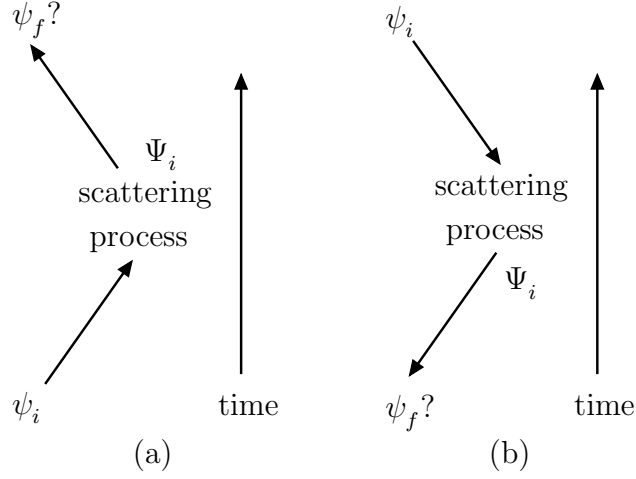 ψ_f?
Ψ_i
scattering
process
ψ_i
time
(a)
ψ_i
scattering
process
Ψ_i
ψ_f?
time
(b)